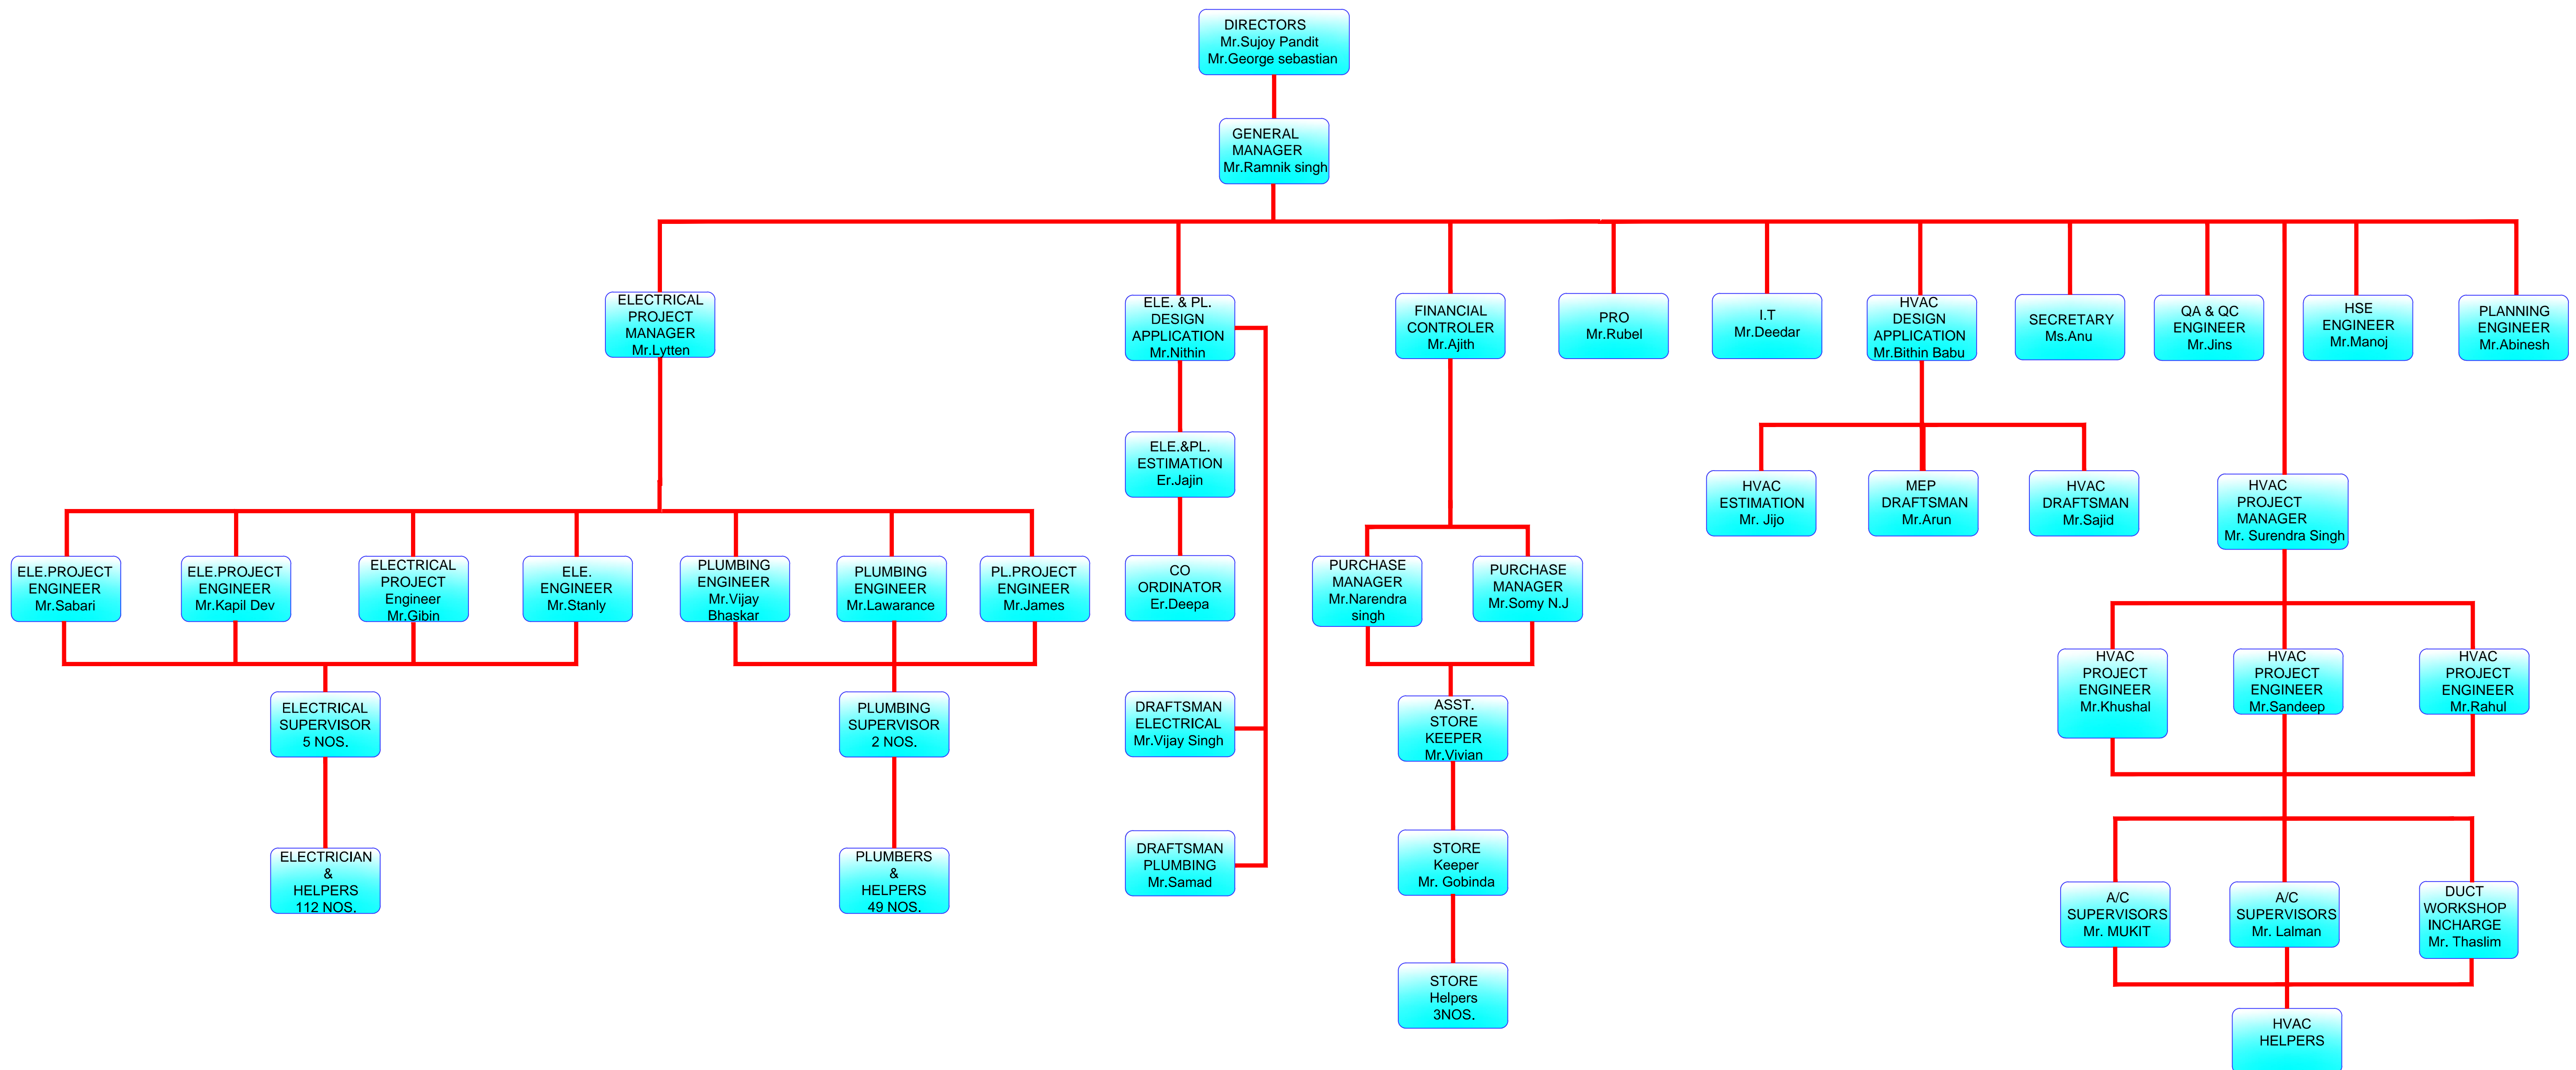 DIRECTORS
Mr.Sujoy Pandit
Mr.George sebastian
GENERAL
MANAGER
Mr.Ramnik singh
ELECTRICAL
PROJECT
MANAGER
Mr.Lytten
ELE. & PL.
DESIGN
APPLICATION
Mr.Nithin
FINANCIAL
CONTROLER
Mr.Ajith
PRO
Mr.Rubel
I.T
Mr.Deedar
HVAC
DESIGN
APPLICATION
Mr.Bithin Babu
SECRETARY
Ms.Anu
QA & QC
ENGINEER
Mr.Jins
HSE
ENGINEER
Mr.Manoj
PLANNING
ENGINEER
Mr.Abinesh
ELE.&PL.
ESTIMATION
Er.Jajin
HVAC
ESTIMATION
Mr. Jijo
MEP
DRAFTSMAN
Mr.Arun
HVAC
DRAFTSMAN
Mr.Sajid
HVAC
PROJECT
MANAGER
Mr. Surendra Singh
ELE.PROJECT
ENGINEER
Mr.Sabari
ELE.PROJECT
ENGINEER
Mr.Kapil Dev
ELECTRICAL
PROJECT
Engineer
Mr.Gibin
ELE.
ENGINEER
Mr.Stanly
PLUMBING
ENGINEER
Mr.Vijay
Bhaskar
PLUMBING
ENGINEER
Mr.Lawarance
PL.PROJECT
ENGINEER
Mr.James
CO
ORDINATOR
Er.Deepa
PURCHASE
MANAGER
Mr.Narendra
singh
PURCHASE
MANAGER
Mr.Somy N.J
HVAC
PROJECT
ENGINEER
Mr.Khushal
HVAC
PROJECT
ENGINEER
Mr.Sandeep
HVAC
PROJECT
ENGINEER
Mr.Rahul
ELECTRICAL
SUPERVISOR
5 NOS.
PLUMBING
SUPERVISOR
2 NOS.
DRAFTSMAN
ELECTRICAL
Mr.Vijay Singh
ASST.
STORE
KEEPER
Mr.Vivian
ELECTRICIAN
&
HELPERS
112 NOS.
PLUMBERS
&
HELPERS
49 NOS.
DRAFTSMAN
PLUMBING
Mr.Samad
STORE
Keeper
Mr. Gobinda
A/C
SUPERVISORS
Mr. MUKIT
A/C
SUPERVISORS
Mr. Lalman
DUCT
WORKSHOP
INCHARGE
Mr. Thaslim
STORE
Helpers
3NOS.
HVAC
HELPERS